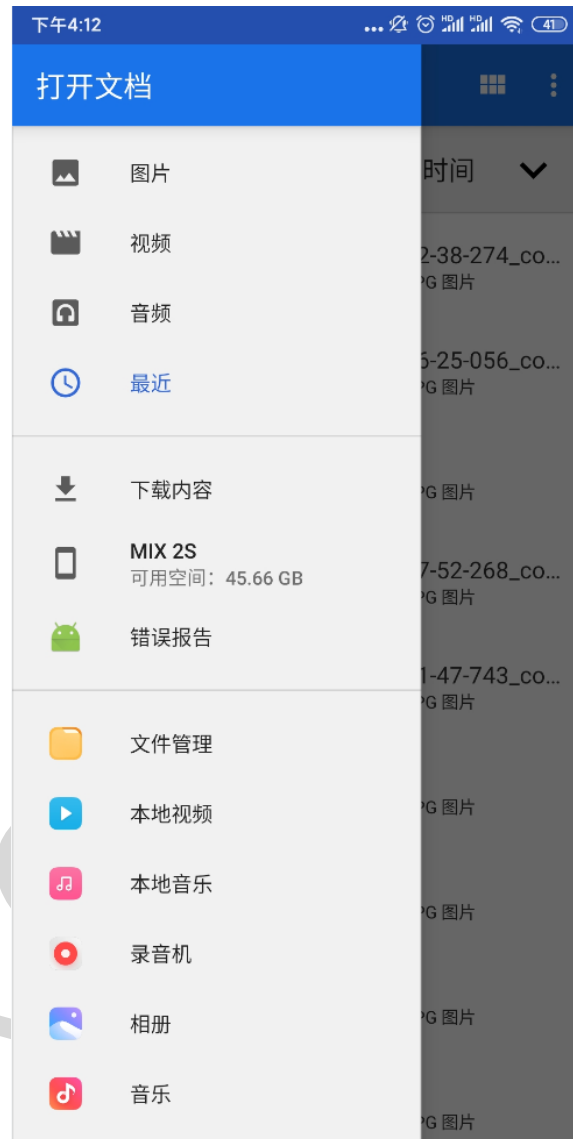 下午4:12
HD
HD
41
打开文档
时间
图片
视频
音频
最近
下载内容
MIX 2S
可用空间：45.66 GB
错误报告
文件管理
本地视频
本地音乐
录音机
相册
音乐
2-38-274_co...
PG 图片
6-25-056_co...
PG 图片
PG 图片
7-52-268_co...
PG 图片
1-47-743_co...
PG 图片
PG 图片
PG 图片
PG 图片
PG 图片